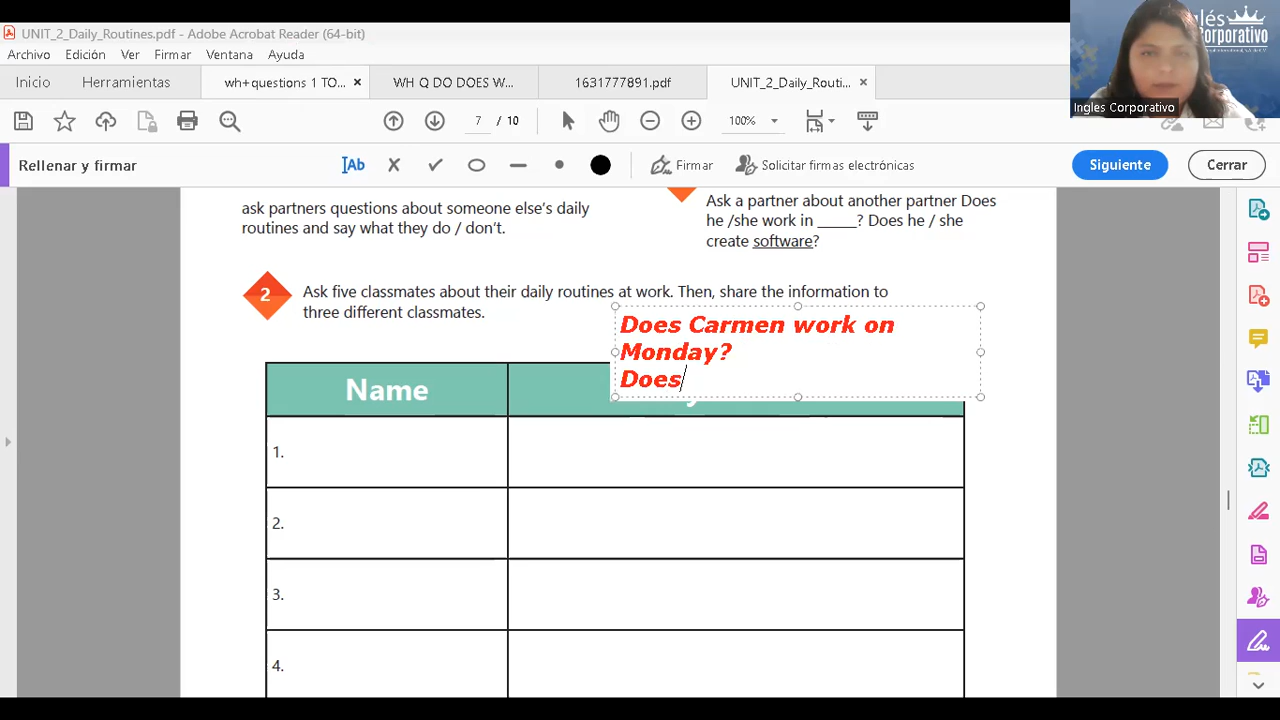 UNIT_2_Daily_Routines.pdf - Adobe Acrobat Reader (64-bit)
Archivo Edición Ver Firmar Ventana Ayuda
Inicio Herramientas wh+questions 1 TO... WH Q DO DOES W... 1631777891.pdf UNIT_2_Daily_Routi...
7 / 10 100%
Rellenar y firmar Ab Firmar Solicitar firmas electrónicas Siguiente Cerrar
Ingles Corporativo
Corporativo
ask partners questions about someone else's daily
routines and say what they do / don't.
Ask a partner about another partner Does
he /she work in _____? Does he / she
create software?
2 Ask five classmates about their daily routines at work. Then, share the information to
three different classmates.
Does Carmen work on
Monday?
Does
Name
1.
2.
3.
4.